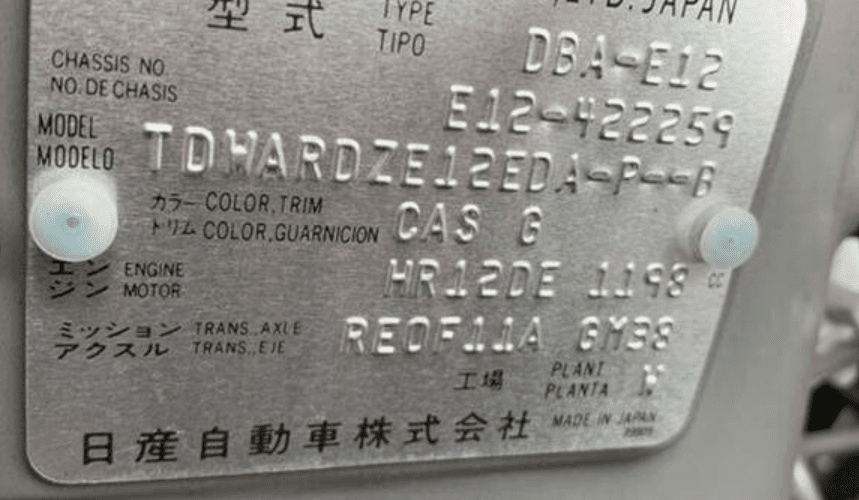 LTD. JAPAN
型式 TYPE TIPO DBA-E12
CHASSIS NO. NO. DE CHASIS E12-422259
MODEL MODELO TDWARDZE12EDA-P--B
カラー COLOR,TRIM
トリム COLOR,GUARNICION CAS G
エン ENGINE
ジン MOTOR HR12DE 1198 CC
ミッション TRANS.,AXLE
アクスル TRANS.,EJE RE0F11A GM38
工場 PLANT PLANTA
日産自動車株式会社 MADE IN JAPAN